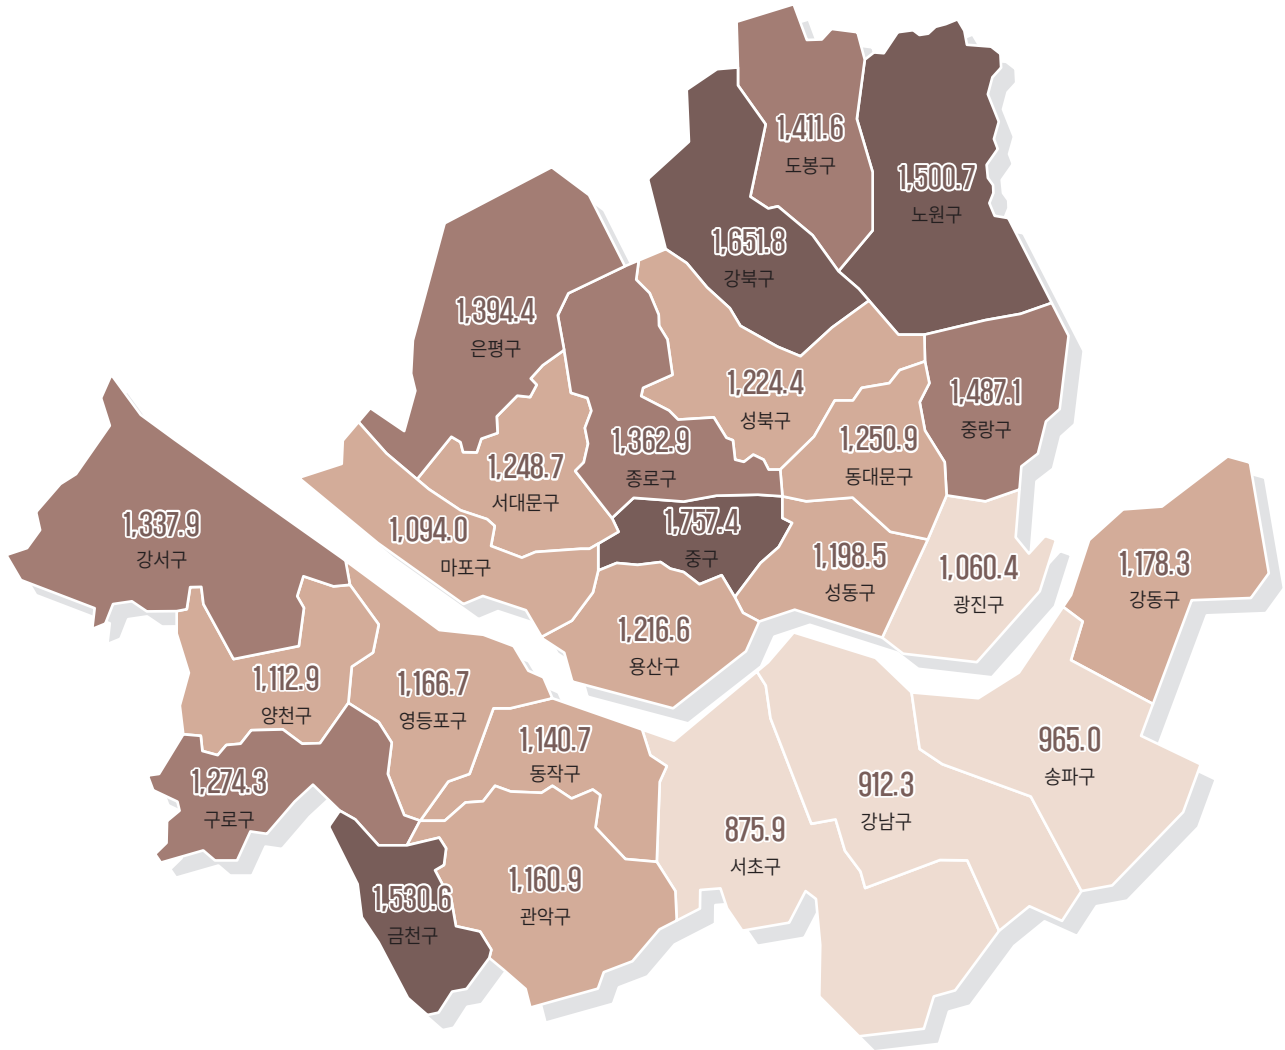 1,411.6
도봉구
1,500.7
노원구
1,651.8
강북구
1,394.4
은평구
1,224.4
성북구
1,487.1
중랑구
1,362.9
종로구
1,250.9
동대문구
1,248.7
서대문구
1,337.9
강서구
1,094.0
마포구
1,757.4
중구
1,198.5
성동구
1,060.4
광진구
1,178.3
강동구
1,216.6
용산구
1,112.9
양천구
1,166.7
영등포구
1,140.7
동작구
965.0
송파구
1,274.3
구로구
912.3
강남구
875.9
서초구
1,160.9
관악구
1,530.6
금천구